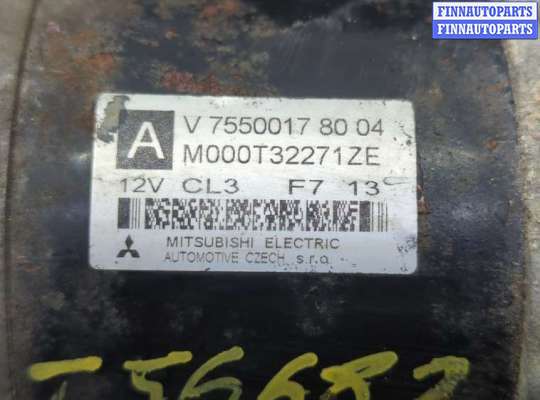 FINNAUTOPARTS
FINNAUTOPARTS
A
V 7550017 80 04
M000T32271ZE
12V CL3 F7 13
MITSUBISHI ELECTRIC
AUTOMOTIVE CZECH s.r.o